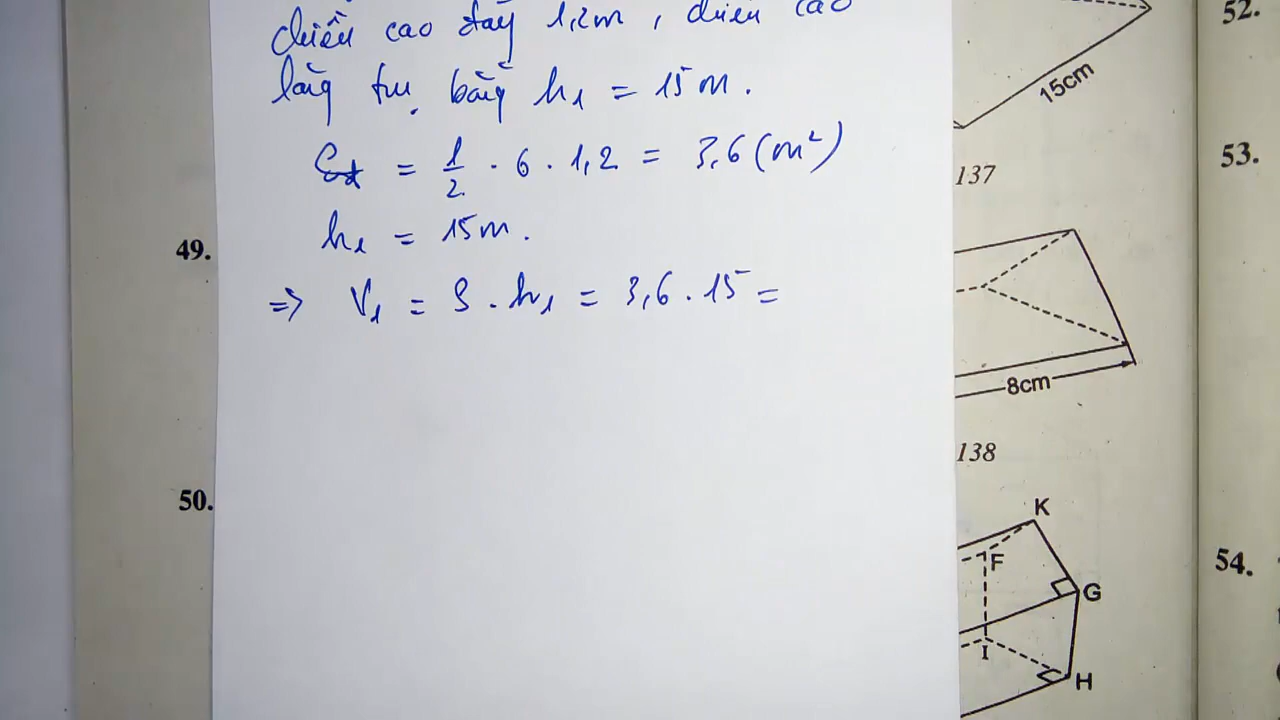 chiều cao đáy 1,2m, chiều cao
lăng trụ bằng h₁ = 15m.
Sđ = 1/2 . 6 . 1,2 = 3,6 (m²)
h₁ = 15m.
=> V₁ = S . h₁ = 3,6 . 15 =
49.
50.
15cm
137
8cm
138
K
F
G
I
H
52.
53.
54.